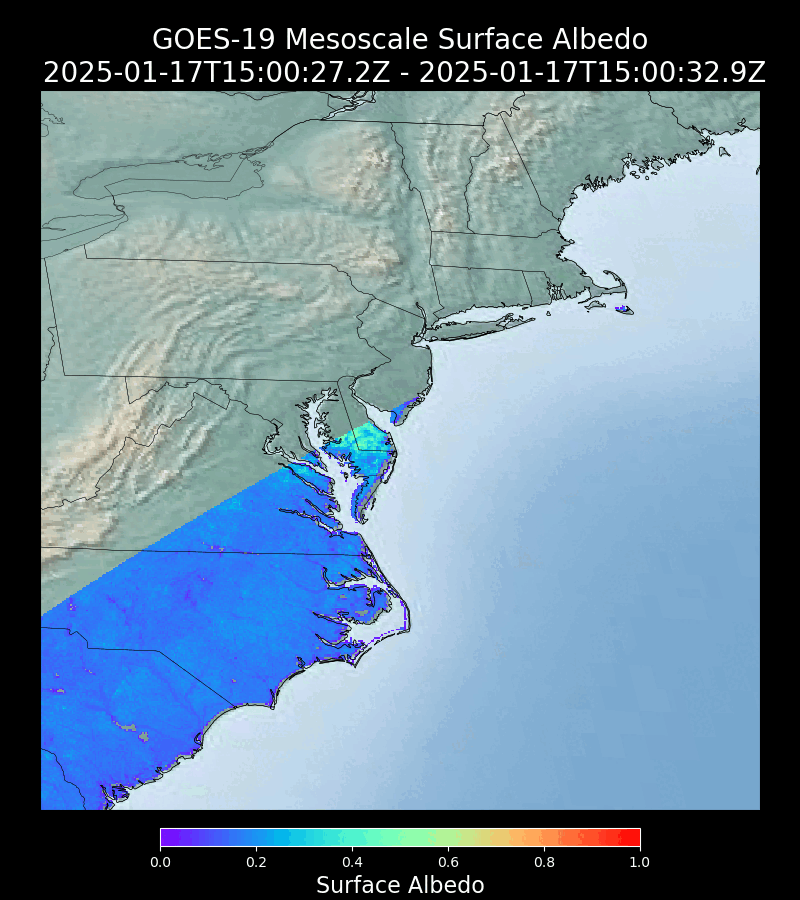 GOES-19 Mesoscale Surface Albedo
2025-01-17T15:00:27.2Z - 2025-01-17T15:00:32.9Z
0.0 0.2 0.4 0.6 0.8 1.0
Surface Albedo